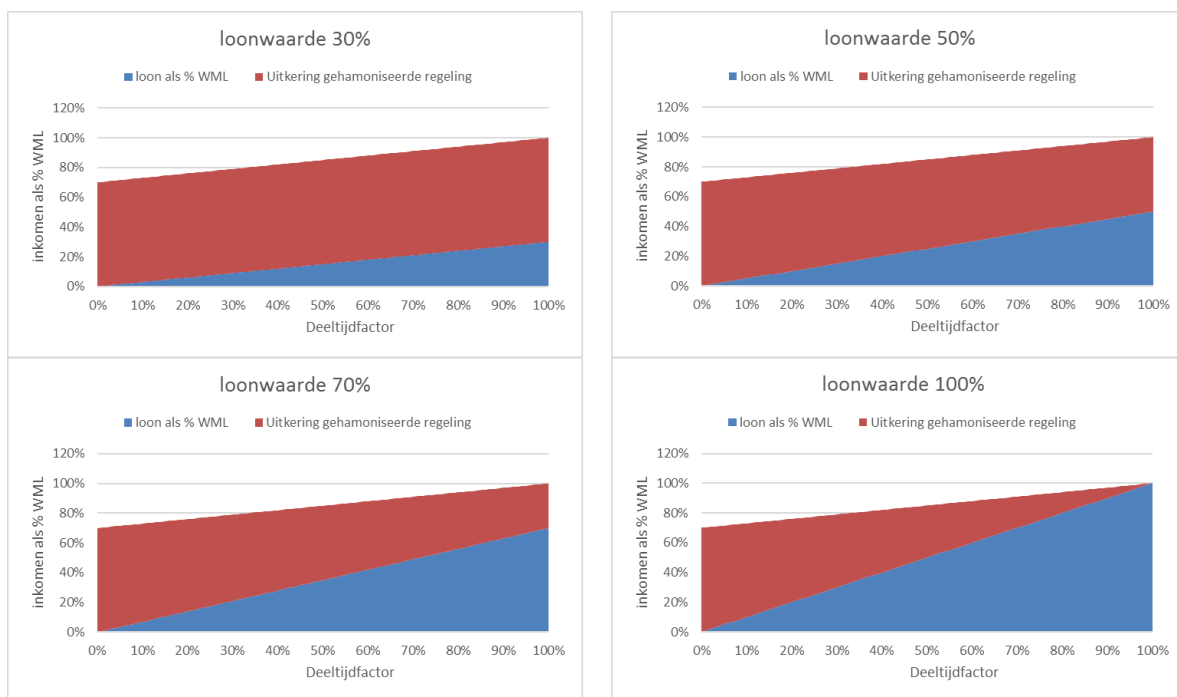 loonwaarde 30%
loon als % WML Uitkering gehamoniseerde regeling
inkomen als % WML
120%
100%
80%
60%
40%
20%
0%
0% 10% 20% 30% 40% 50% 60% 70% 80% 90% 100%
Deeltijdfactor
loonwaarde 50%
loon als % WML Uitkering gehamoniseerde regeling
inkomen als % WML
120%
100%
80%
60%
40%
20%
0%
0% 10% 20% 30% 40% 50% 60% 70% 80% 90% 100%
Deeltijdfactor
loonwaarde 70%
loon als % WML Uitkering gehamoniseerde regeling
inkomen als % WML
120%
100%
80%
60%
40%
20%
0%
0% 10% 20% 30% 40% 50% 60% 70% 80% 90% 100%
Deeltijdfactor
loonwaarde 100%
loon als % WML Uitkering gehamoniseerde regeling
inkomen als % WML
120%
100%
80%
60%
40%
20%
0%
0% 10% 20% 30% 40% 50% 60% 70% 80% 90% 100%
Deeltijdfactor